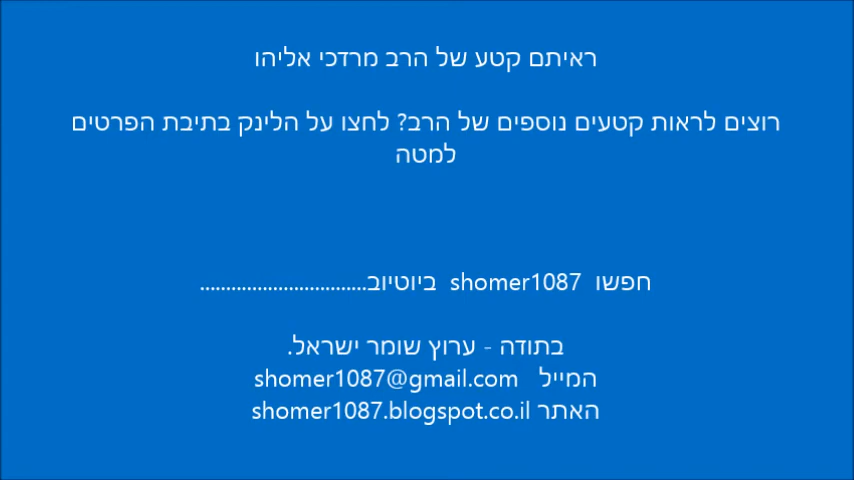 ראיתם קטע של הרב מרדכי אליהו
רוצים לראות קטעים נוספים של הרב? לחצו על הלינק בתיבת הפרטים
למטה
חפשו shomer1087 ביוטיוב................................
בתודה - ערוץ שומר ישראל.
המייל shomer1087@gmail.com
האתר shomer1087.blogspot.co.il